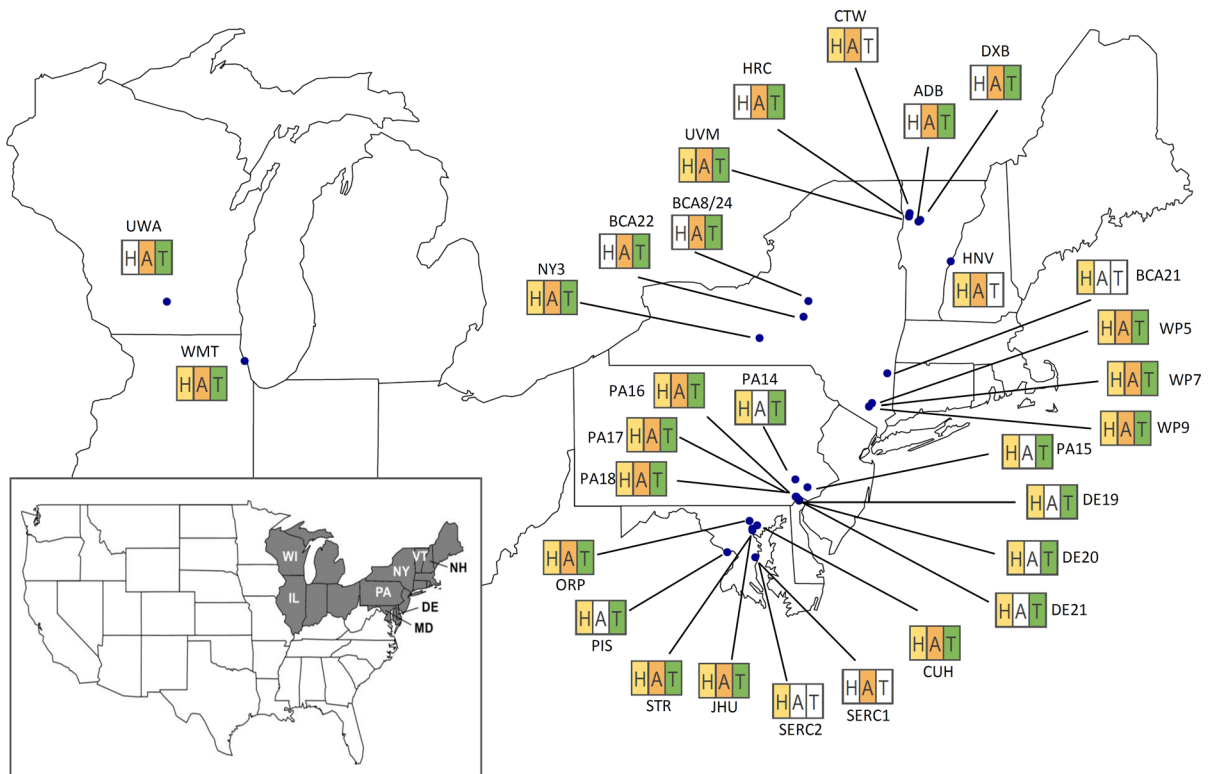 CTW
HAT
DXB
HAT
HRC
HAT
ADB
HAT
UVM
HAT
BCA8/24
HAT
BCA22
HAT
UWA
HAT
NY3
HAT
HNV
HAT
HAT BCA21
HAT WP5
WMT
HAT
PA14
HAT
PA16 HAT
HAT WP7
PA17 HAT
HAT WP9
HAT PA15
PA18 HAT
HAT DE19
HAT
ORP
HAT DE20
HAT DE21
HAT
PIS
HAT
CUH
HAT
STR
HAT
JHU
HAT
SERC2
HAT
SERC1
WI
VT
NY
NH
IL
PA
DE
MD